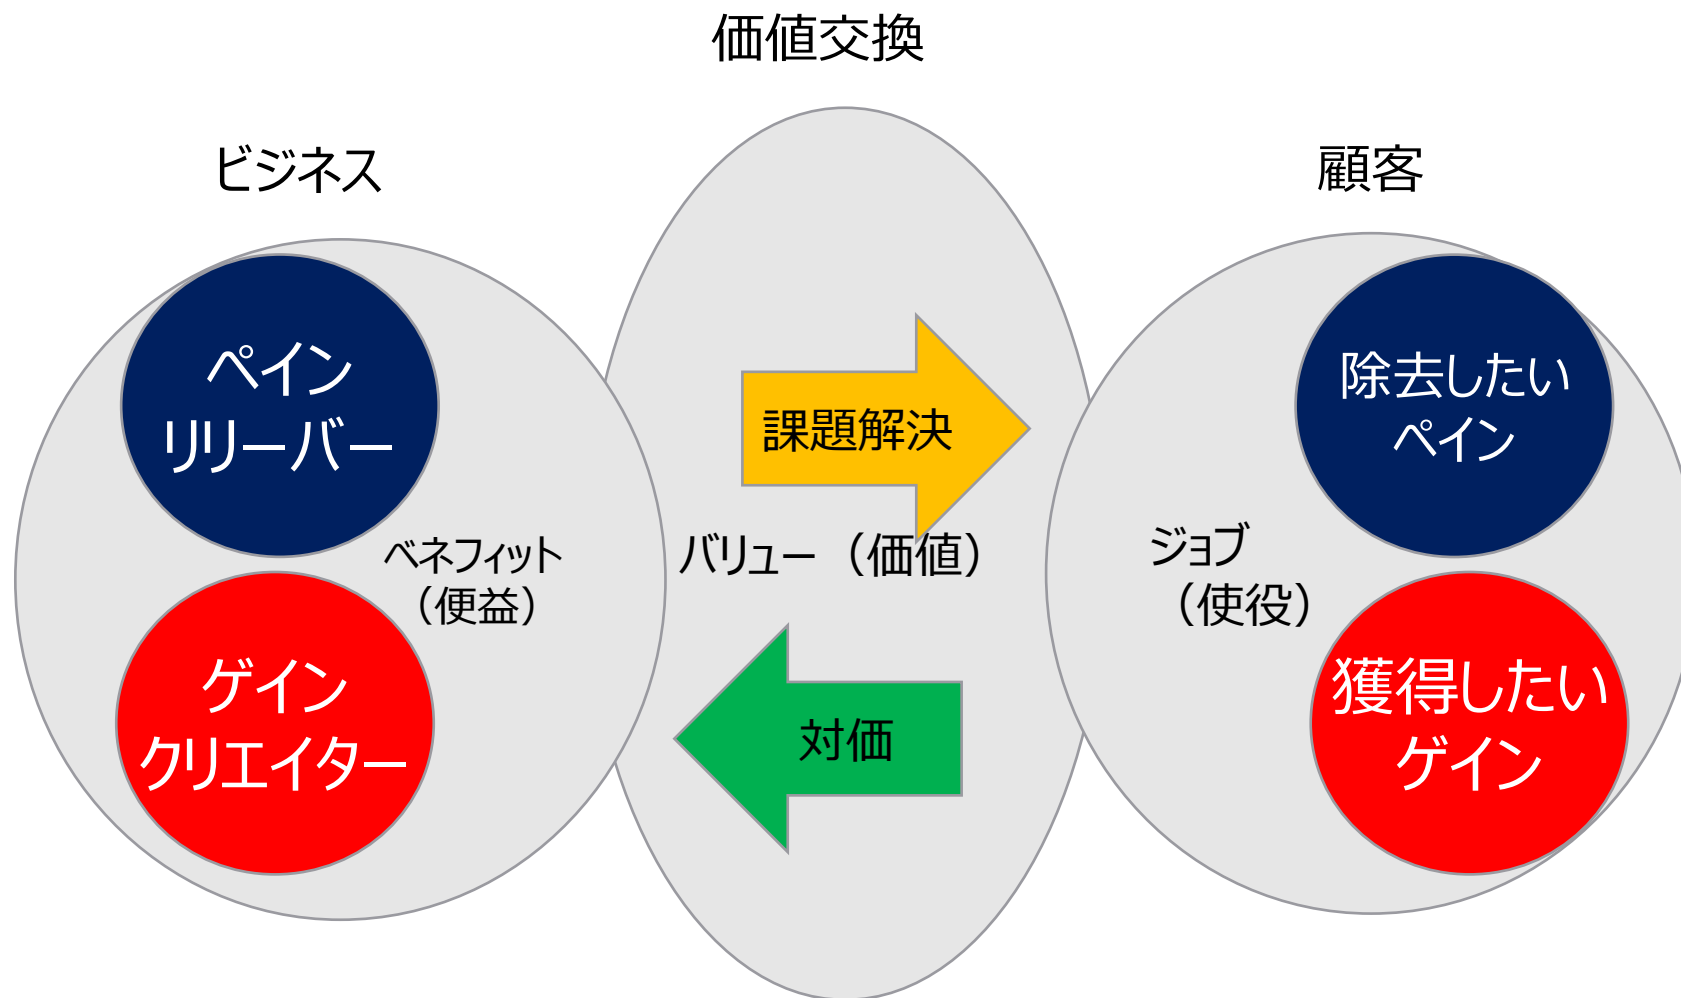 価値交換
ビジネス
顧客
ペイン
リリーバー
ベネフィット
（便益）
ゲイン
クリエイター
課題解決
バリュー（価値）
対価
除去したい
ペイン
ジョブ
（使役）
獲得したい
ゲイン